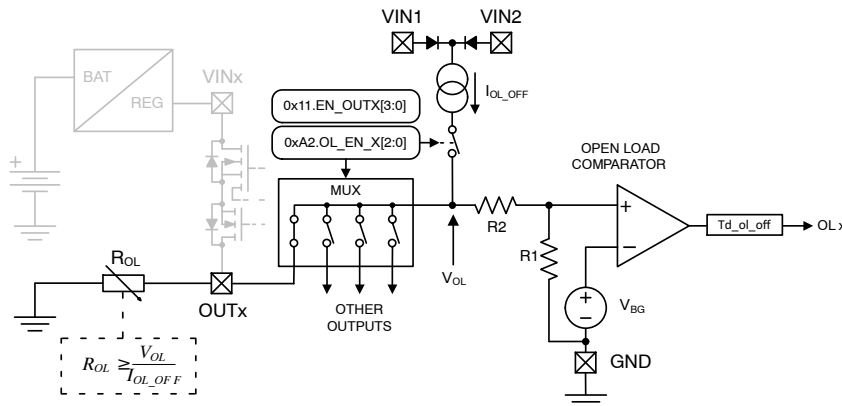 VIN1 VIN2
BAT
REG
VINx
I_OL_OFF
0x11.EN_OUTX[3:0]
0xA2.OL_EN_X[2:0]
MUX
OPEN LOAD
COMPARATOR
+
R2
+
−
Td_ol_off
OL x
R1
R_OL
OUTx
V_OL
OTHER
OUTPUTS
+
−
V_BG
GND
R_OL ≥ V_OL / I_OL_OFF